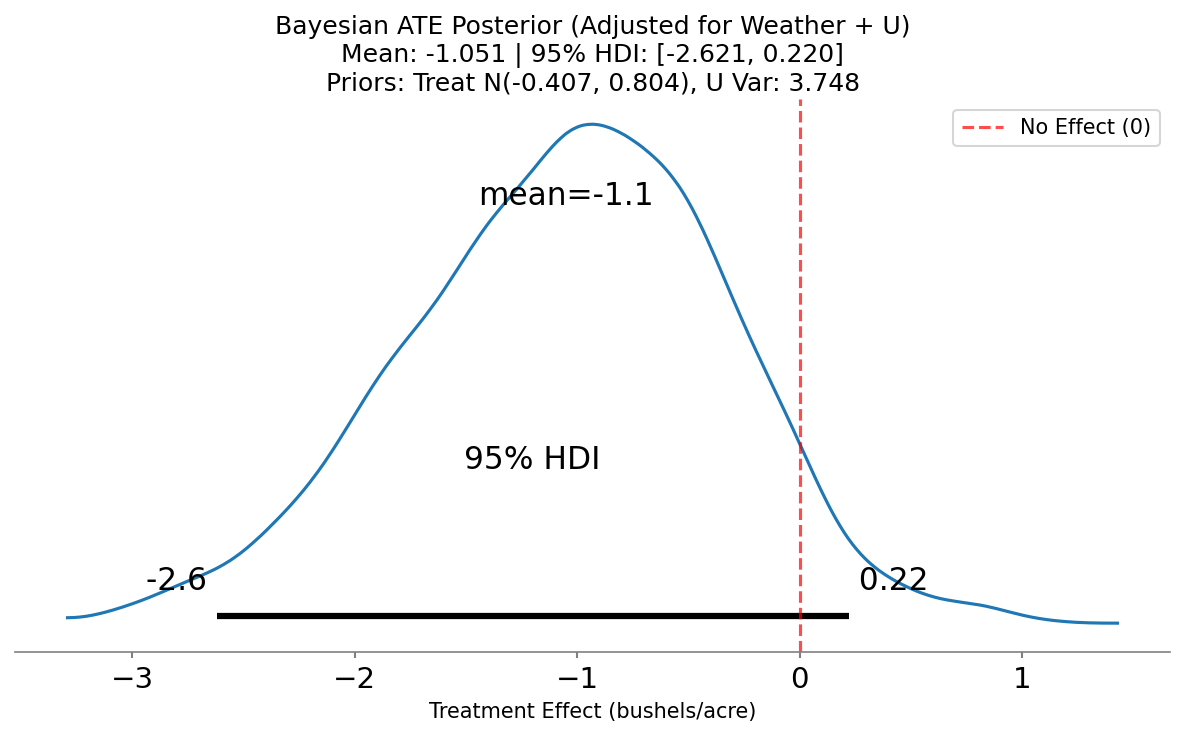 Bayesian ATE Posterior (Adjusted for Weather + U)
Mean: -1.051 | 95% HDI: [-2.621, 0.220]
Priors: Treat N(-0.407, 0.804), U Var: 3.748
No Effect (0)
mean=-1.1
95% HDI
-2.6
0.22
−3
−2
−1
0
1
Treatment Effect (bushels/acre)